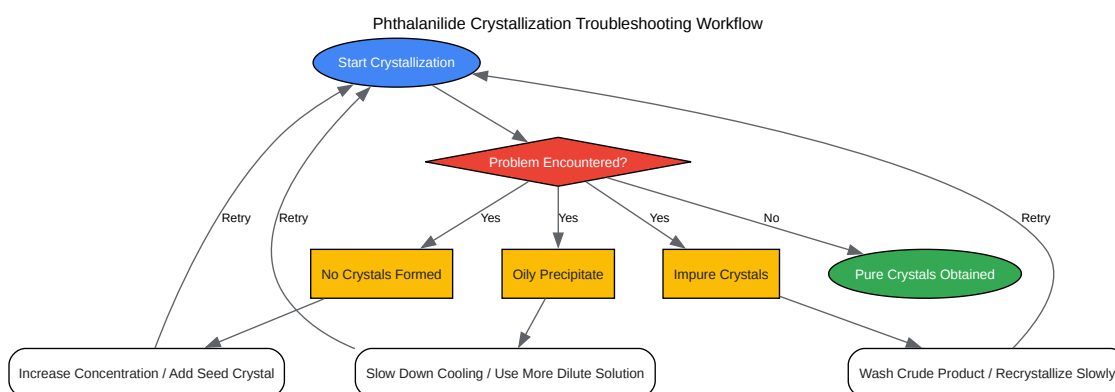 Phthalanilide Crystallization Troubleshooting Workflow
Start Crystallization
Problem Encountered?
Retry
Retry
Yes
Yes
Yes
No
Retry
No Crystals Formed
Oily Precipitate
Impure Crystals
Pure Crystals Obtained
Increase Concentration / Add Seed Crystal
Slow Down Cooling / Use More Dilute Solution
Wash Crude Product / Recrystallize Slowly